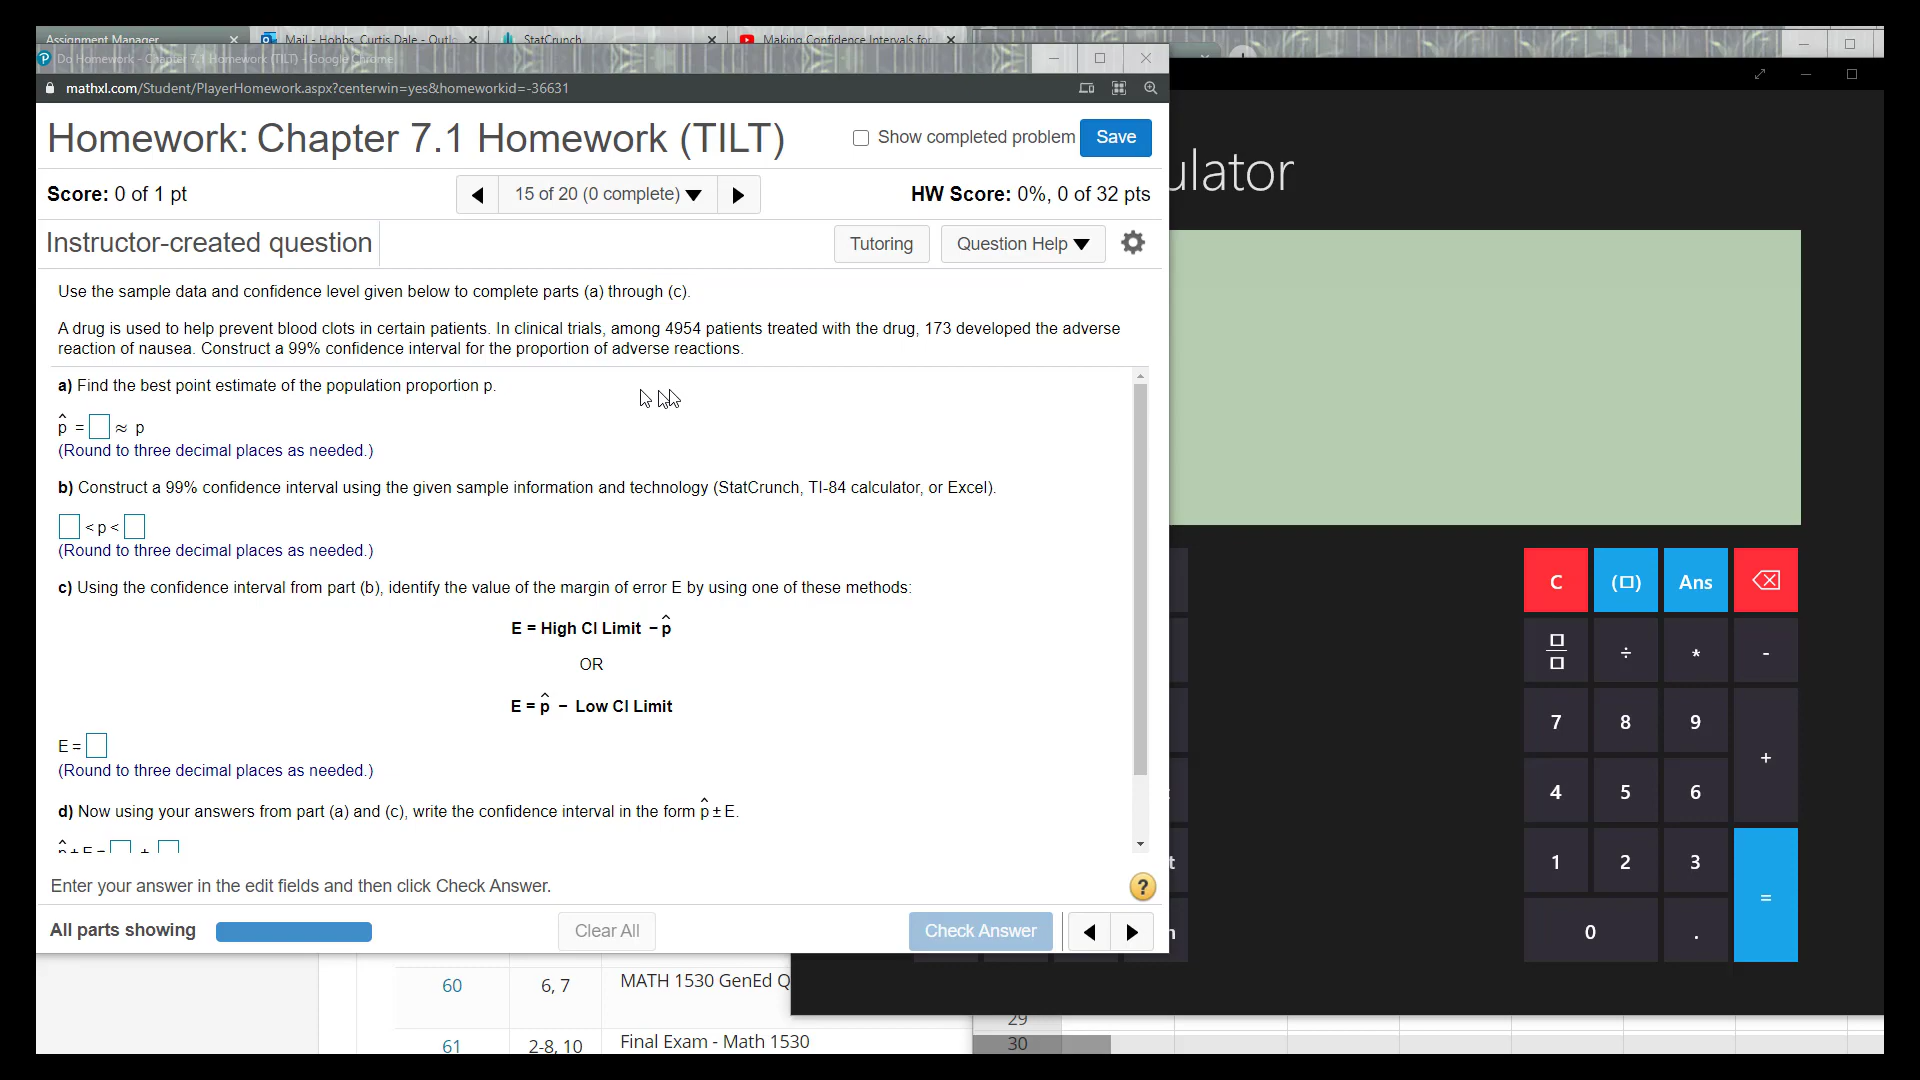 Assignment Manager
Mail - Hobbs, Curtis Dale - Outlo
StatCrunch
Making Confidence Intervals for
Do Homework - Chapter 7.1 Homework (TILT) - Google Chrome
mathxl.com/Student/PlayerHomework.aspx?centerwin=yes&homeworkid=-36631
Homework: Chapter 7.1 Homework (TILT)
Show completed problem
Save
ulator
Score: 0 of 1 pt
15 of 20 (0 complete)
HW Score: 0%, 0 of 32 pts
Instructor-created question
Tutoring
Question Help
Use the sample data and confidence level given below to complete parts (a) through (c).
A drug is used to help prevent blood clots in certain patients. In clinical trials, among 4954 patients treated with the drug, 173 developed the adverse
reaction of nausea. Construct a 99% confidence interval for the proportion of adverse reactions.
a) Find the best point estimate of the population proportion p.
p̂ = □ ≈ p
(Round to three decimal places as needed.)
b) Construct a 99% confidence interval using the given sample information and technology (StatCrunch, TI-84 calculator, or Excel).
□ < p < □
(Round to three decimal places as needed.)
c) Using the confidence interval from part (b), identify the value of the margin of error E by using one of these methods:
E = High CI Limit − p̂
OR
E = p̂ − Low CI Limit
E = □
(Round to three decimal places as needed.)
d) Now using your answers from part (a) and (c), write the confidence interval in the form p̂ ± E.
p̂ ± E = □ ± □
Enter your answer in the edit fields and then click Check Answer.
?
All parts showing
Clear All
Check Answer
C (□) Ans
÷ * -
7 8 9
+
4 5 6
1 2 3
=
0 .
60 6, 7 MATH 1530 GenEd Q
61 2-8, 10 Final Exam - Math 1530
29
30